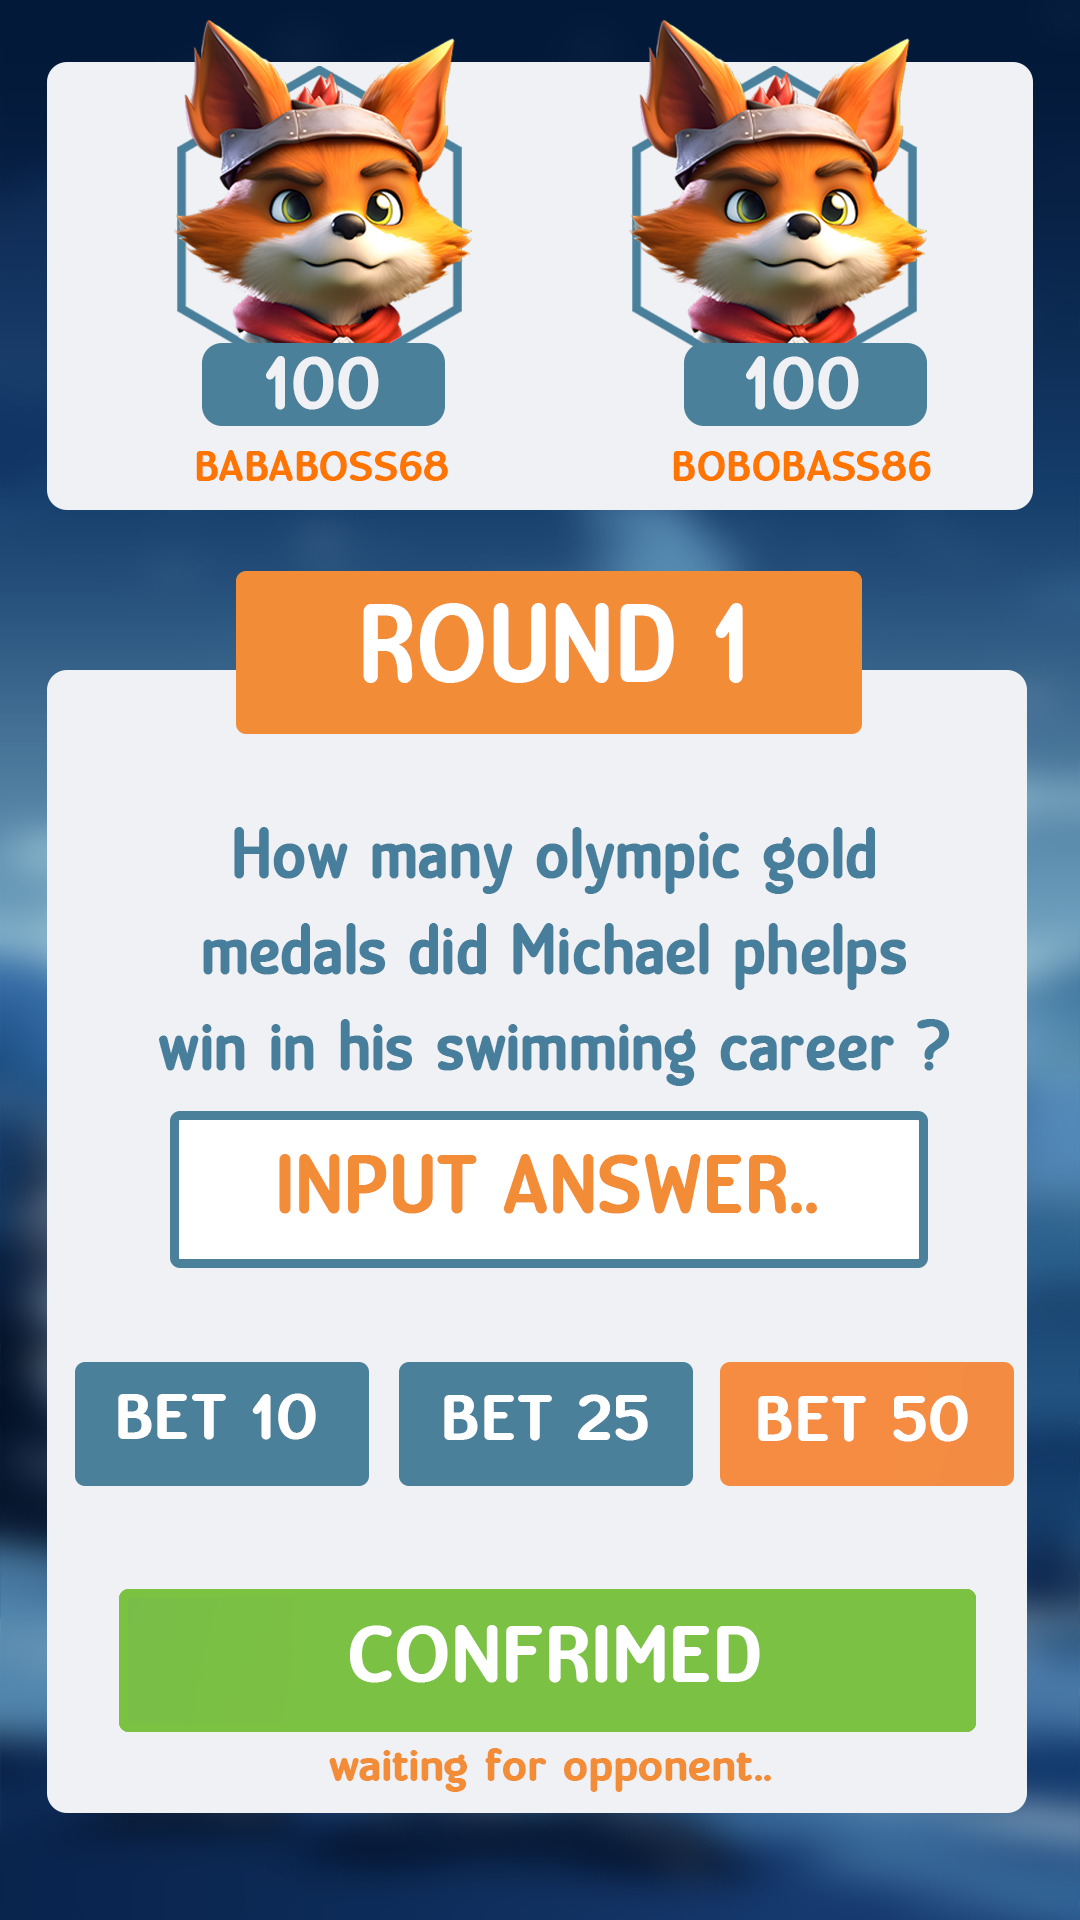 100
100
BABABOSS68
BOBOBASS86
ROUND 1
How many olympic gold
medals did Michael phelps
win in his swimming career ?
INPUT ANSWER..
BET 10
BET 25
BET 50
CONFRIMED
waiting for opponent..